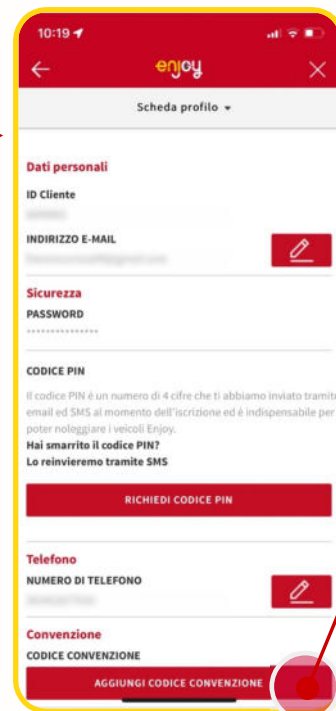 10:19
enjoy
Scheda profilo
Dati personali
ID Cliente
INDIRIZZO E-MAIL
Sicurezza
PASSWORD
CODICE PIN
Il codice PIN è un numero di 4 cifre che ti abbiamo inviato tramite
email ed SMS al momento dell'iscrizione ed è indispensabile per
poter noleggiare i veicoli Enjoy.
Hai smarrito il codice PIN?
Lo reinvieremo tramite SMS
RICHIEDI CODICE PIN
Telefono
NUMERO DI TELEFONO
Convenzione
CODICE CONVENZIONE
AGGIUNGI CODICE CONVENZIONE